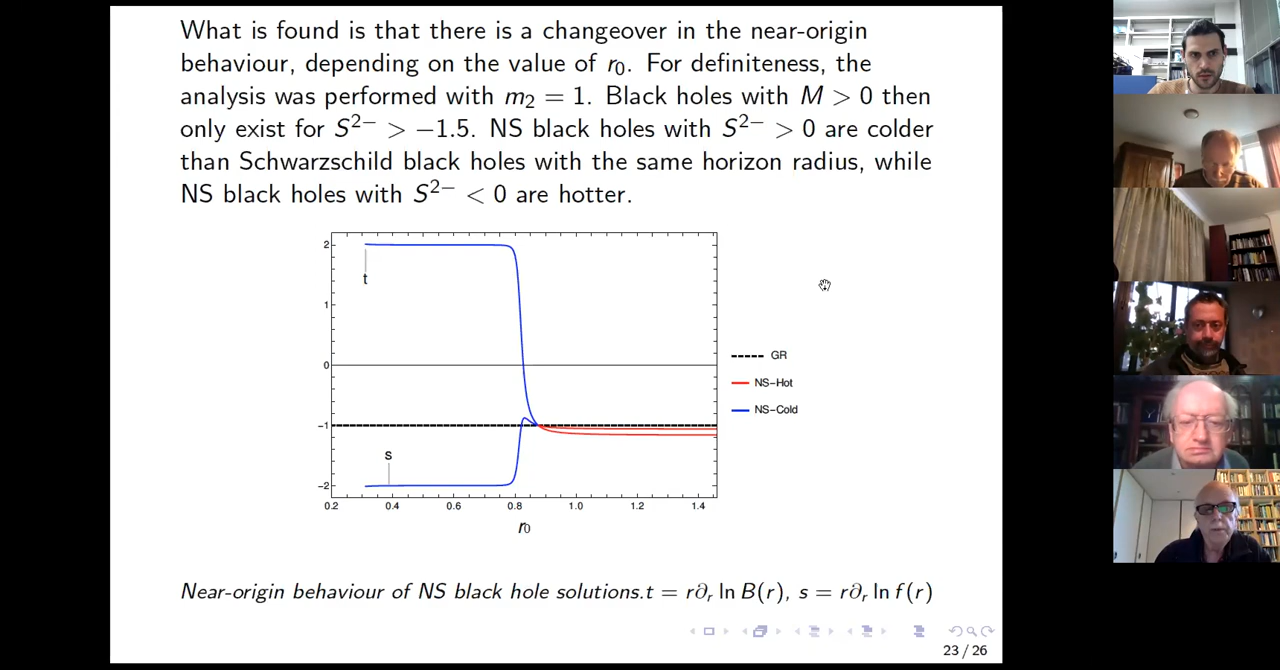 What is found is that there is a changeover in the near-origin
behaviour, depending on the value of r₀. For definiteness, the
analysis was performed with m₂ = 1. Black holes with M > 0 then
only exist for S²⁻ > −1.5. NS black holes with S²⁻ > 0 are colder
than Schwarzschild black holes with the same horizon radius, while
NS black holes with S²⁻ < 0 are hotter.
2
t
1
0
GR
NS-Hot
NS-Cold
−1
s
−2
0.2 0.4 0.6 0.8 1.0 1.2 1.4
r₀
Near-origin behaviour of NS black hole solutions.t = r∂ᵣ ln B(r), s = r∂ᵣ ln f(r)
23 / 26